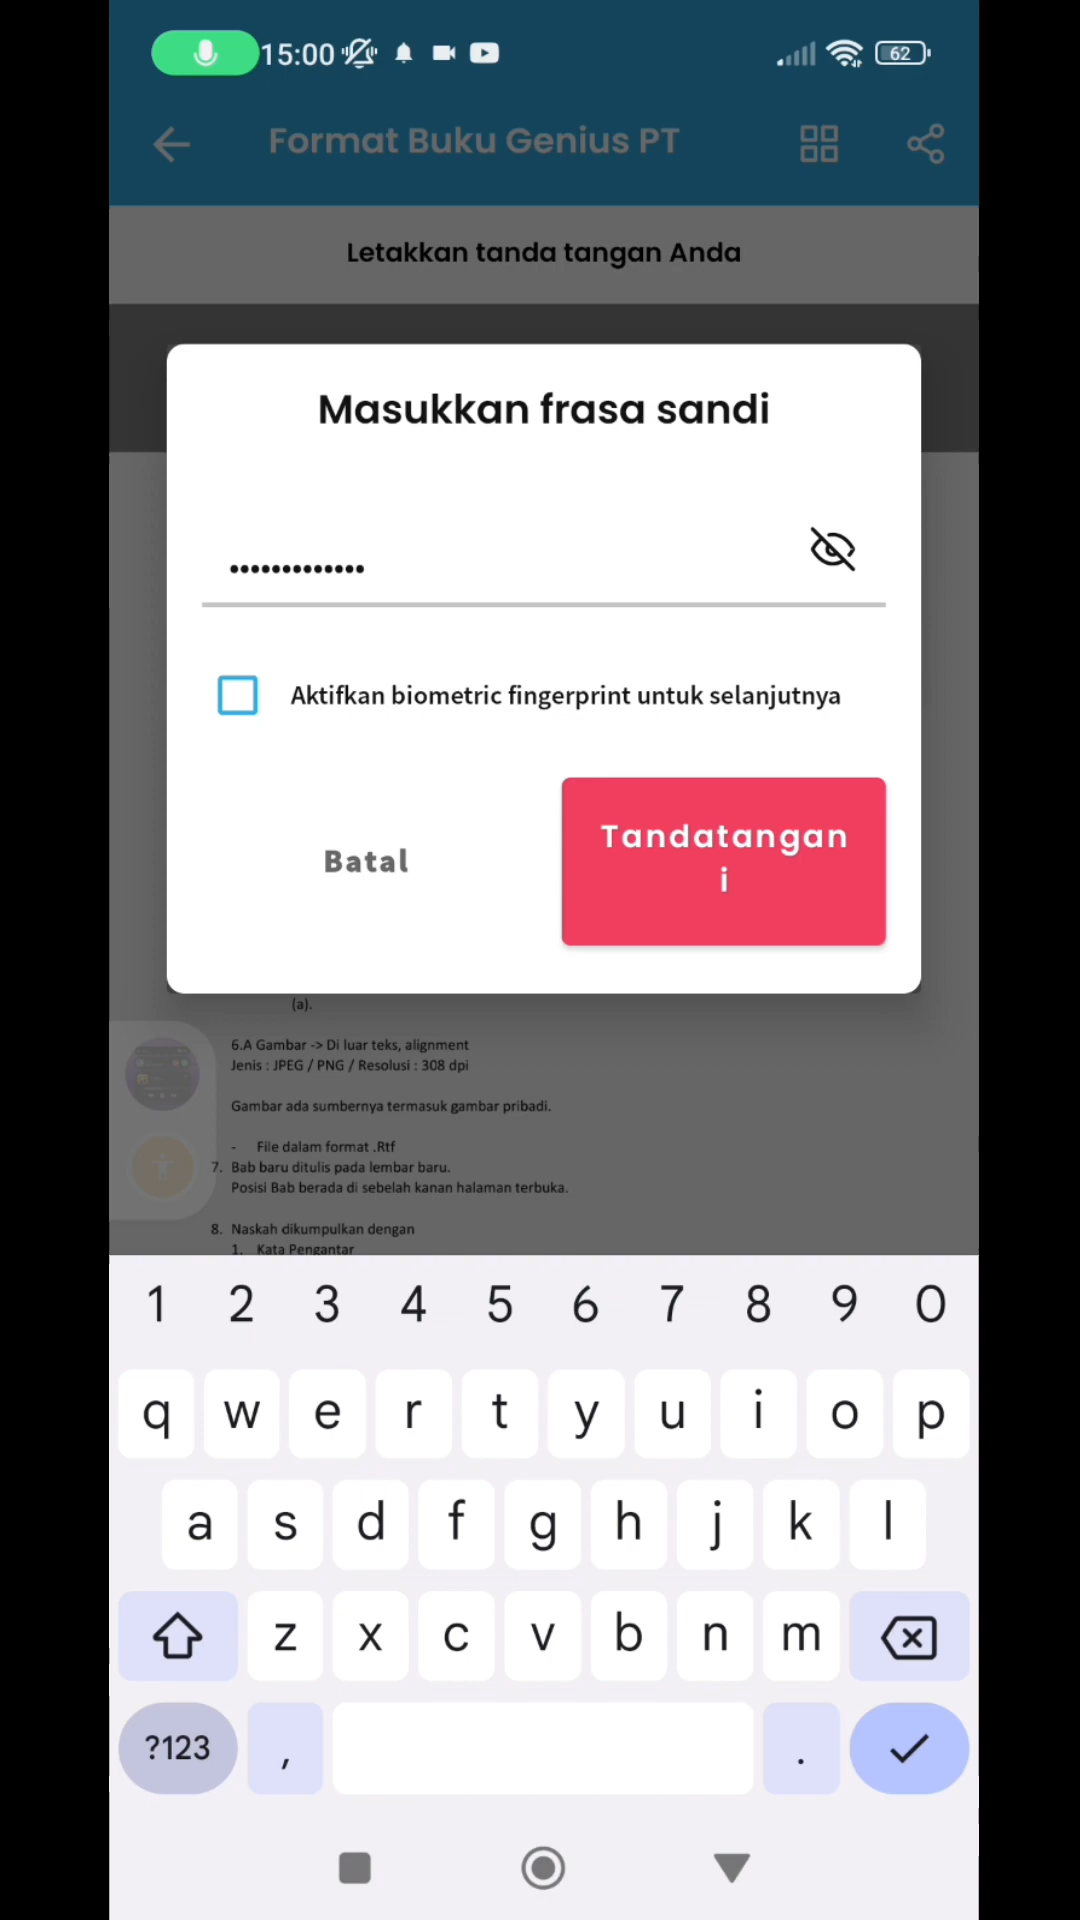 15:00
62
Format Buku Genius PT
Letakkan tanda tangan Anda
Masukkan frasa sandi
•••••••••••••
Aktifkan biometric fingerprint untuk selanjutnya
Batal
Tandatangan
i
(a).
6.A Gambar -> Di luar teks, alignment
Jenis : JPEG / PNG / Resolusi : 308 dpi
Gambar ada sumbernya termasuk gambar pribadi.
- File dalam format .Rtf
7. Bab baru ditulis pada lembar baru.
Posisi Bab berada di sebelah kanan halaman terbuka.
8. Naskah dikumpulkan dengan
1. Kata Pengantar
1 2 3 4 5 6 7 8 9 0
q w e r t y u i o p
a s d f g h j k l
z x c v b n m
?123 , .